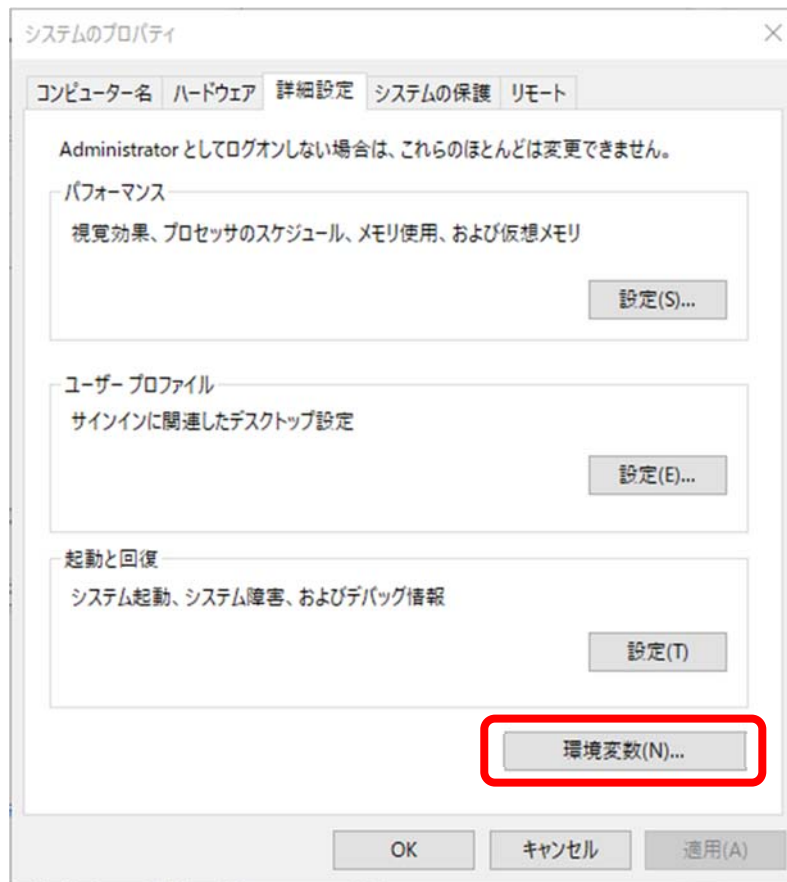 システムのプロパティ
コンピューター名 ハードウェア 詳細設定 システムの保護 リモート
Administrator としてログオンしない場合は、これらのほとんどは変更できません。
パフォーマンス
視覚効果、プロセッサのスケジュール、メモリ使用、および仮想メモリ
設定(S)...
ユーザー プロファイル
サインインに関連したデスクトップ設定
設定(E)...
起動と回復
システム起動、システム障害、およびデバッグ情報
設定(T)
環境変数(N)...
OK キャンセル 適用(A)